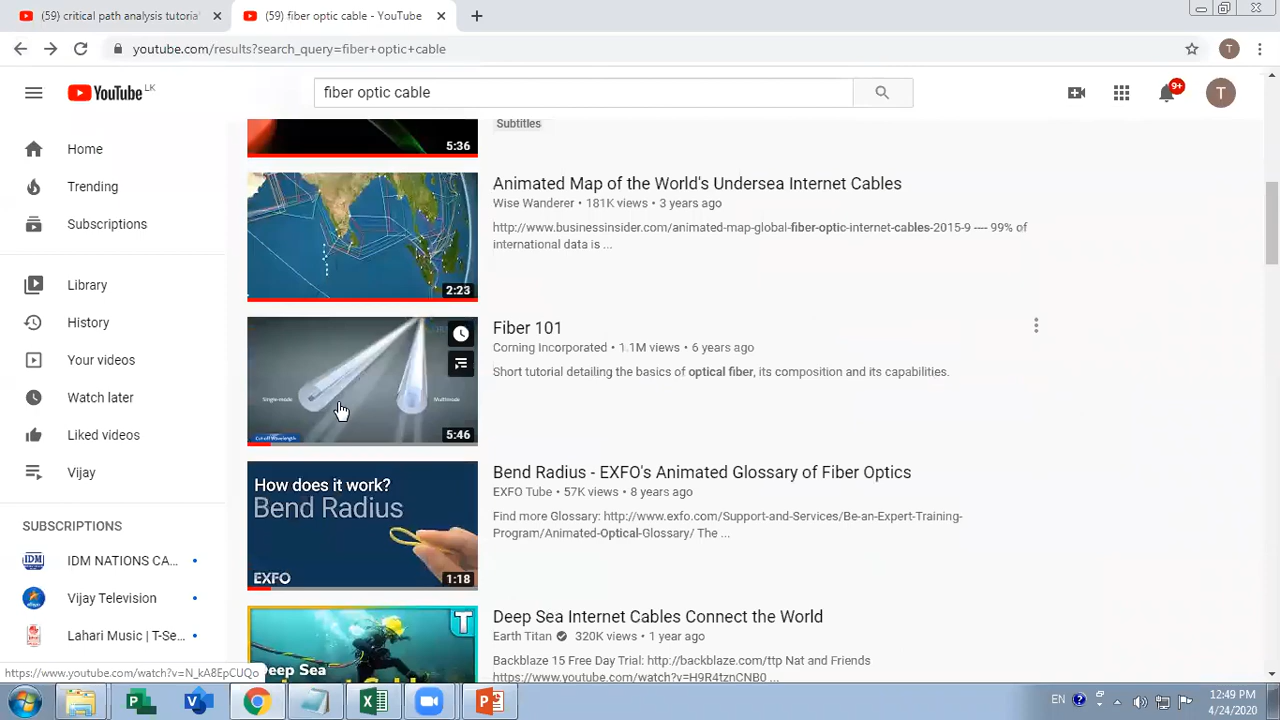 (59) critical path analysis tutoria
(59) fiber optic cable - YouTube
youtube.com/results?search_query=fiber+optic+cable
T
YouTube LK
fiber optic cable
9+
T
Home
Trending
Subscriptions
Library
History
Your videos
Watch later
Liked videos
Vijay
SUBSCRIPTIONS
IDM NATIONS CA...
Vijay Television
Lahari Music | T-Se...
5:36
Subtitles
2:23
Animated Map of the World's Undersea Internet Cables
Wise Wanderer • 181K views • 3 years ago
http://www.businessinsider.com/animated-map-global-fiber-optic-internet-cables-2015-9 ---- 99% of
international data is ...
Single-mode
Multimode
Cut off Wavelength
5:46
Fiber 101
Corning Incorporated • 1.1M views • 6 years ago
Short tutorial detailing the basics of optical fiber, its composition and its capabilities.
How does it work?
Bend Radius
EXFO
1:18
Bend Radius - EXFO's Animated Glossary of Fiber Optics
EXFO Tube • 57K views • 8 years ago
Find more Glossary: http://www.exfo.com/Support-and-Services/Be-an-Expert-Training-
Program/Animated-Optical-Glossary/ The ...
T
Deep Sea
Deep Sea Internet Cables Connect the World
Earth Titan 320K views • 1 year ago
Backblaze 15 Free Day Trial: http://backblaze.com/ttp Nat and Friends
https://www.youtube.com/watch?v=H9R4tznCNB0 ...
https://www.youtube.com/watch?v=N_kA8EpCUQo
EN
12:49 PM
4/24/2020